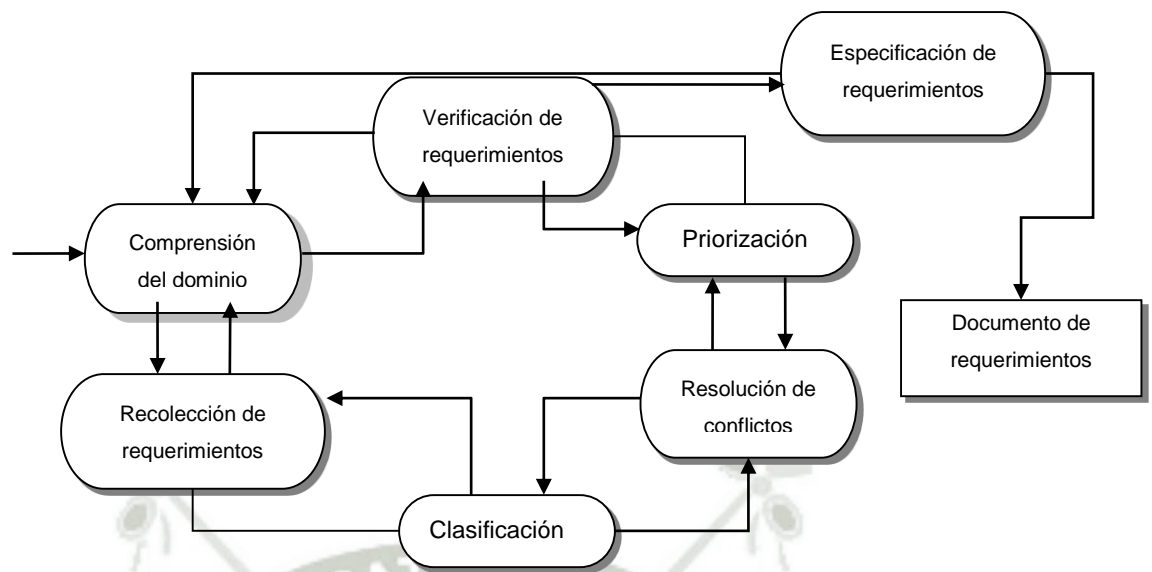 Especificación de
requerimientos
Verificación de
requerimientos
Comprensión
del dominio
Priorización
Documento de
requerimientos
Recolección de
requerimientos
Resolución de
conflictos
Clasificación